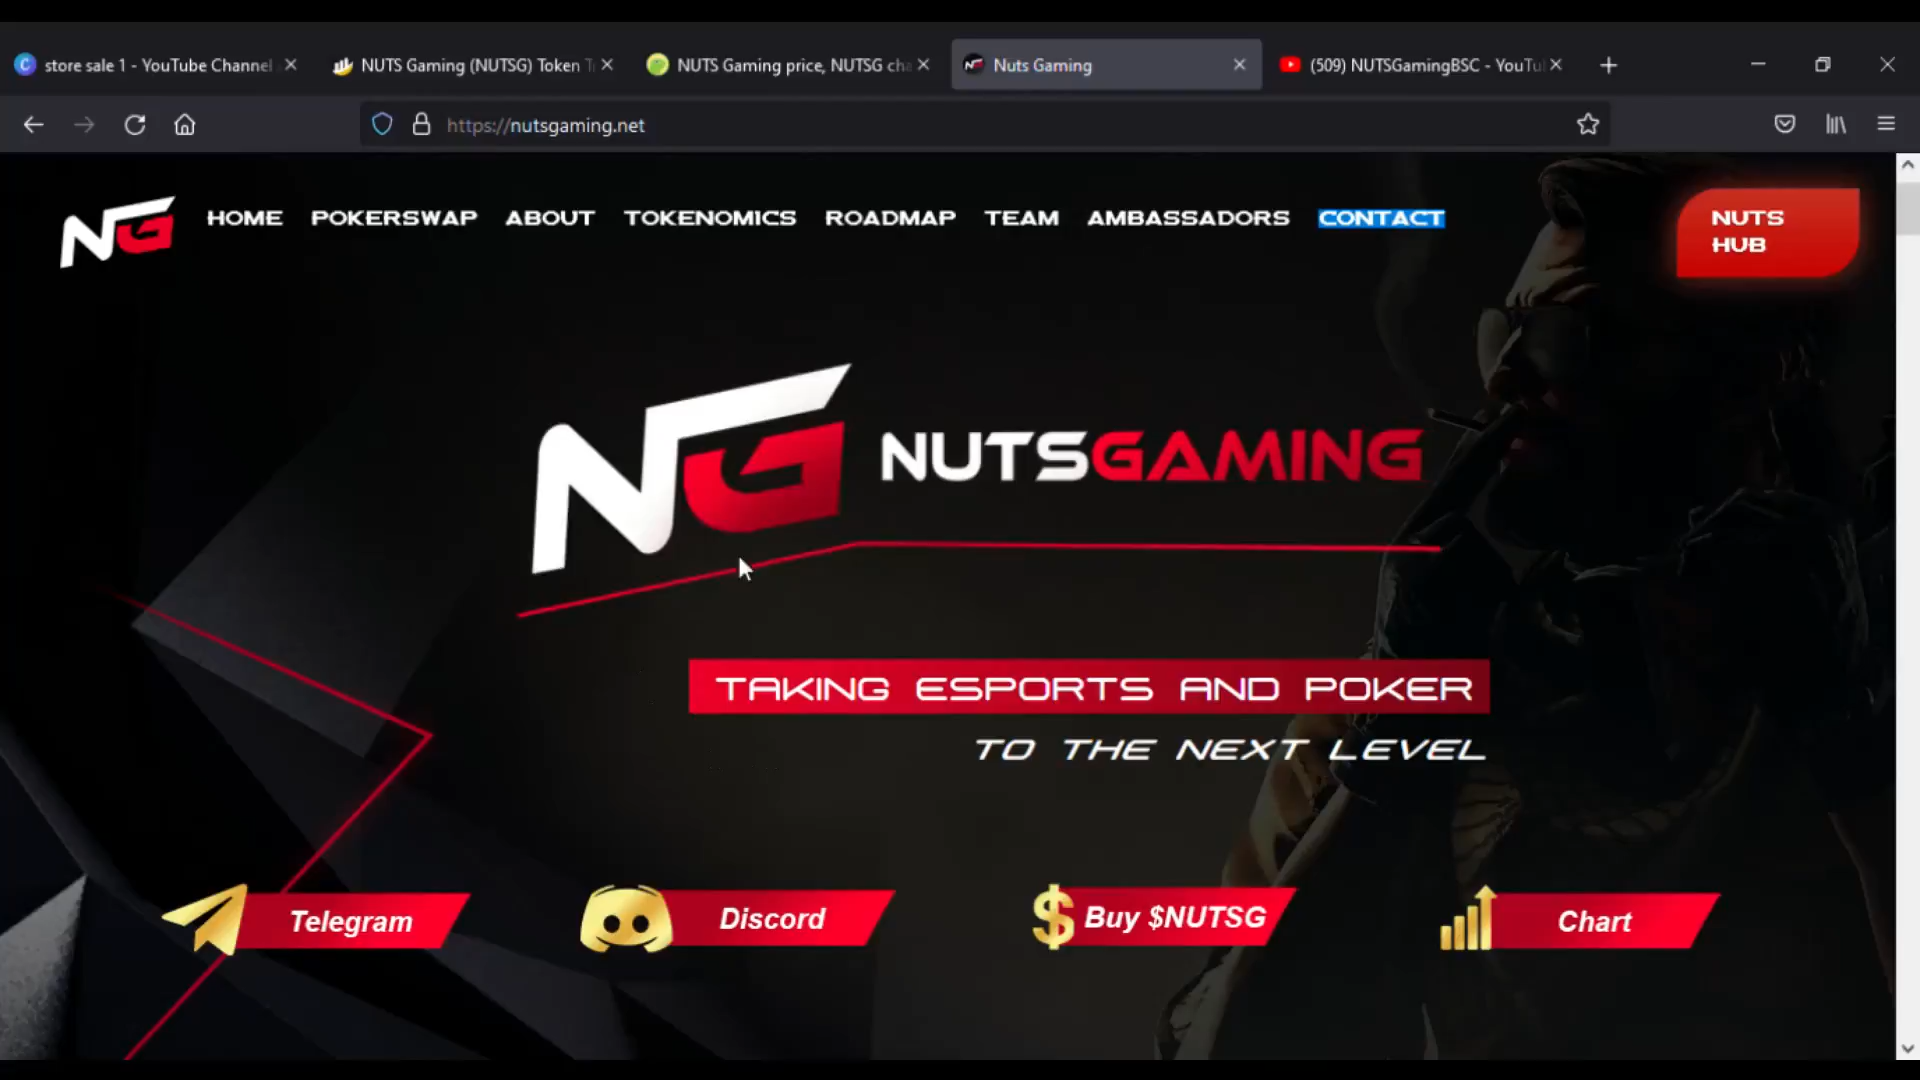 store sale 1 - YouTube Channel
NUTS Gaming (NUTSG) Token T
NUTS Gaming price, NUTSG cha
Nuts Gaming
(509) NUTSGamingBSC - YouTu
https://nutsgaming.net
NG
HOME
POKERSWAP
ABOUT
TOKENOMICS
ROADMAP
TEAM
AMBASSADORS
CONTACT
NUTS
HUB
NG
NUTSGAMING
TAKING ESPORTS AND POKER
TO THE NEXT LEVEL
Telegram
Discord
Buy $NUTSG
Chart